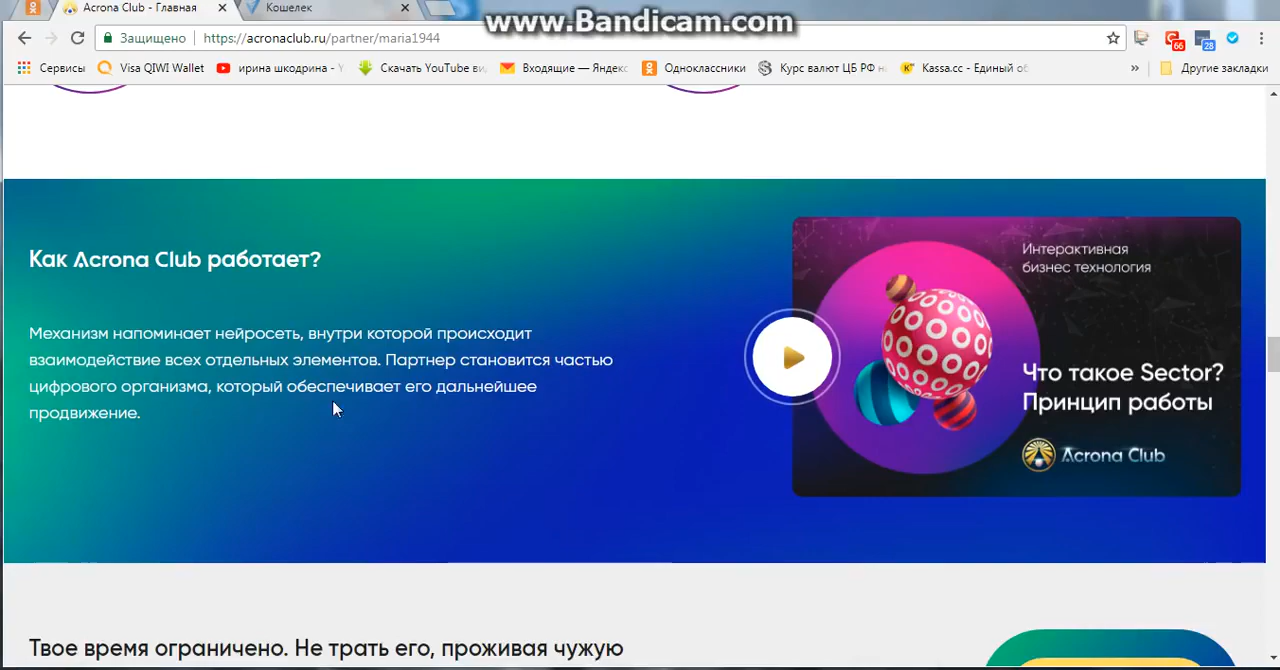 Acrona Club - Главная
Кошелек
www.Bandicam.com
Защищено
https://acronaclub.ru/partner/maria1944
66
28
Сервисы
Visa QIWI Wallet
ирина шкодрина - Y
Скачать YouTube ви
Входящие — Яндекс
Одноклассники
Курс валют ЦБ РФ н
Kassa.cc - Единый об
»
Другие закладки
Как Acrona Club работает?
Механизм напоминает нейросеть, внутри которой происходит
взаимодействие всех отдельных элементов. Партнер становится частью
цифрового организма, который обеспечивает его дальнейшее
продвижение.
Интерактивная
бизнес технология
Что такое Sector?
Принцип работы
Acrona Club
Твое время ограничено. Не трать его, проживая чужую